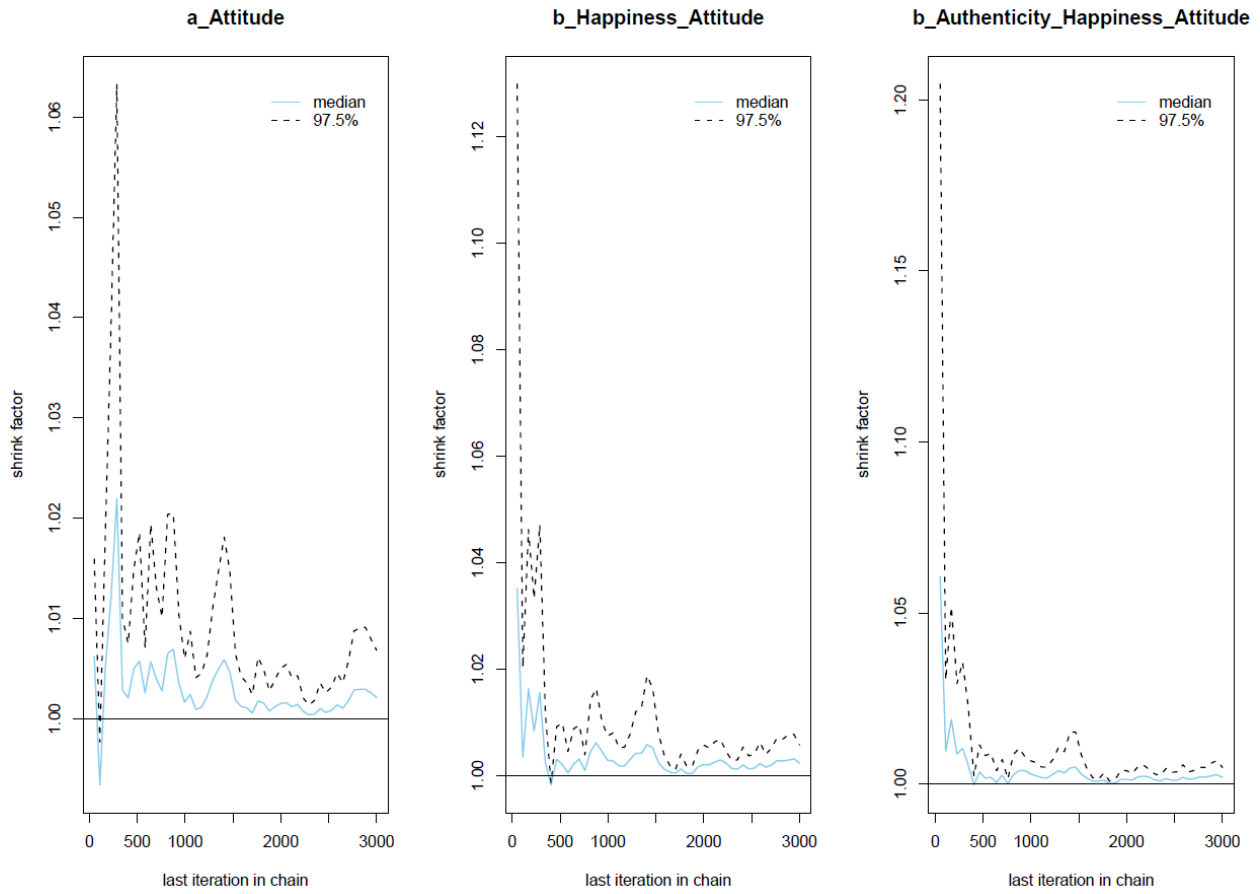 a_Attitude
median
97.5%
1.06
1.05
1.04
1.03
1.02
1.01
1.00
shrink factor
0 500 1000 2000 3000
last iteration in chain
b_Happiness_Attitude
median
97.5%
1.12
1.10
1.08
1.06
1.04
1.02
1.00
shrink factor
0 500 1000 2000 3000
last iteration in chain
b_Authenticity_Happiness_Attitude
median
97.5%
1.20
1.15
1.10
1.05
1.00
shrink factor
0 500 1000 2000 3000
last iteration in chain